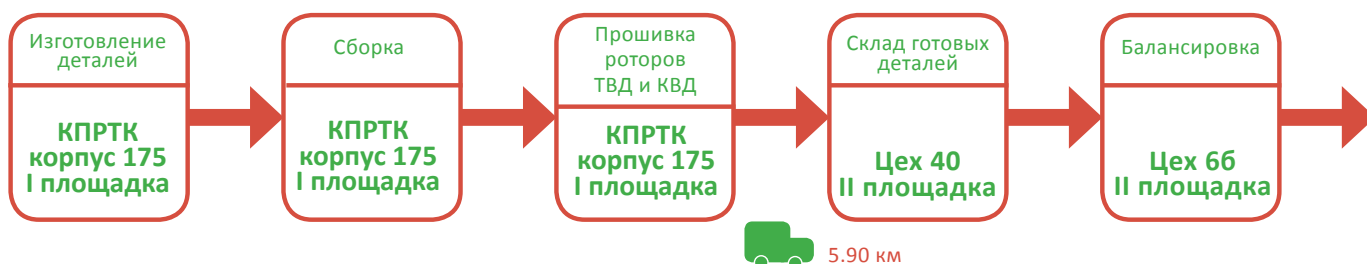 Изготовление
деталей
КПРТК
корпус 175
I площадка
Сборка
КПРТК
корпус 175
I площадка
Прошивка
роторов
ТВД и КВД
КПРТК
корпус 175
I площадка
Склад готовых
деталей
Цех 40
II площадка
Балансировка
Цех 6б
II площадка
5.90 км